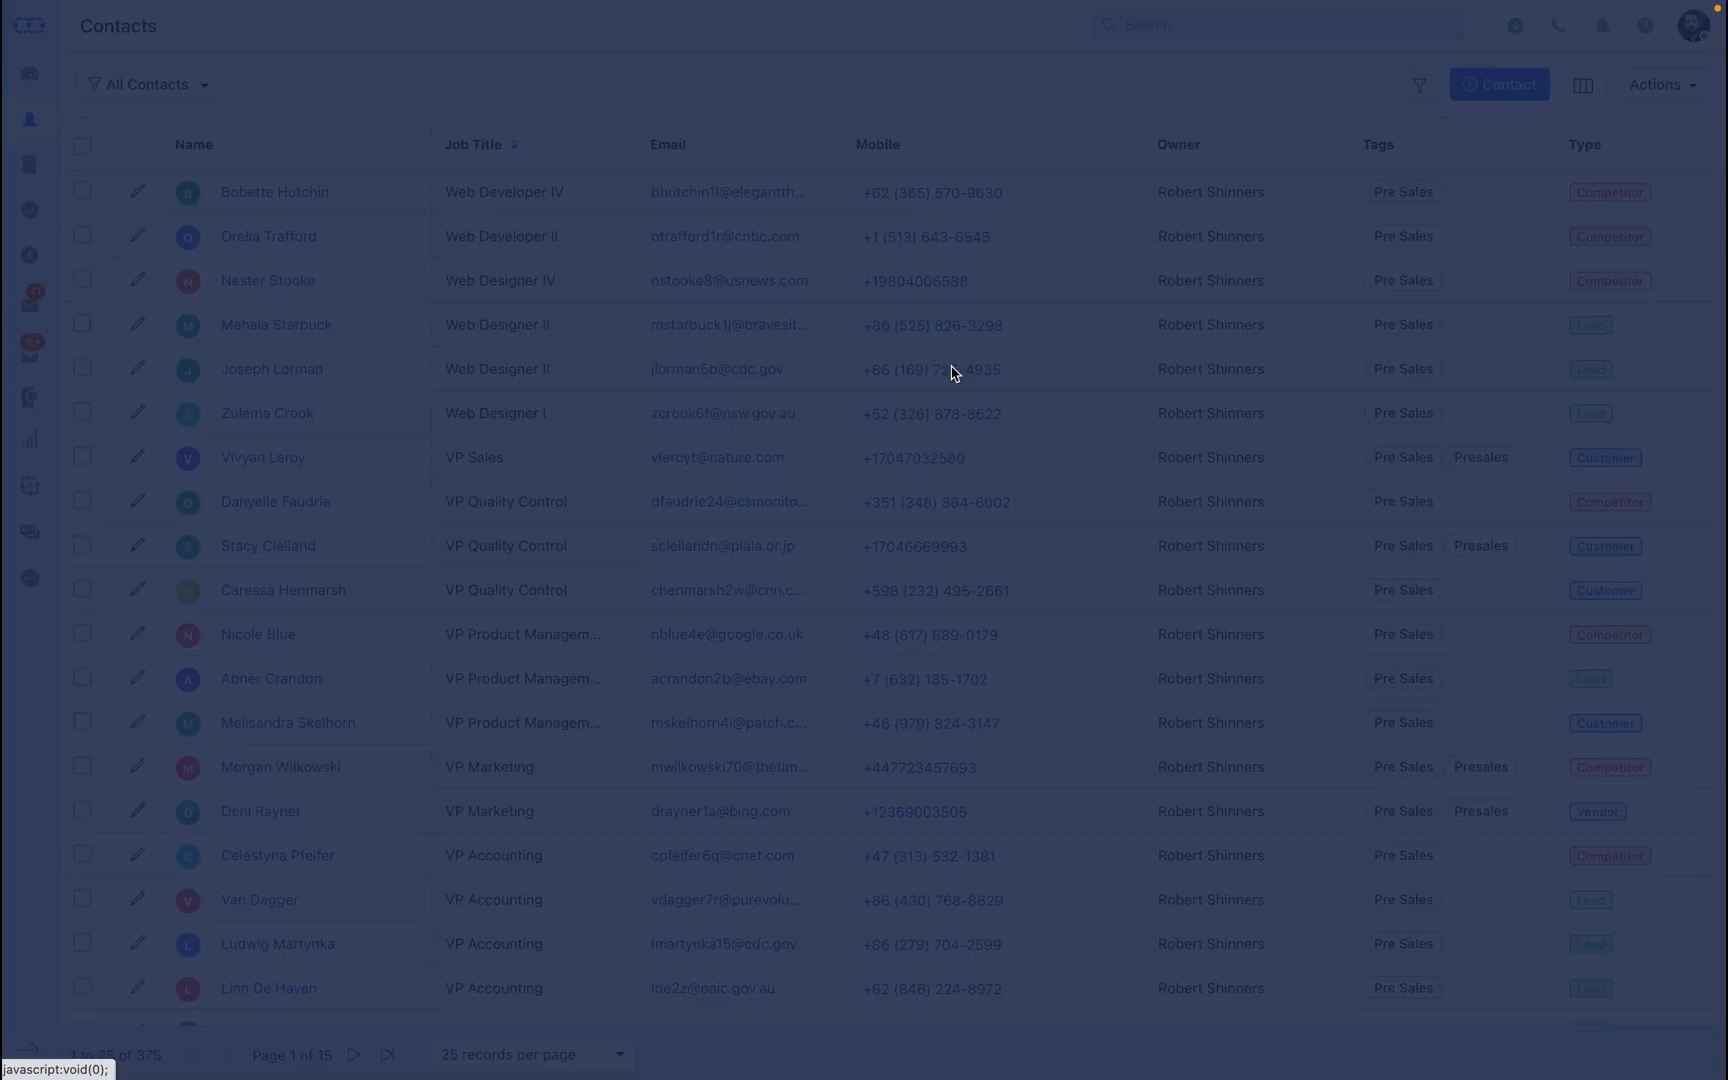 Contacts
Search
All Contacts
Contact
Actions
Name Job Title Email Mobile Owner Tags Type
B Bobette Hutchin Web Developer IV bhutchin1l@elegantth... +62 (365) 570-9630 Robert Shinners Pre Sales Competitor
O Orelia Trafford Web Developer II otrafford1r@cnbc.com +1 (513) 643-6545 Robert Shinners Pre Sales Competitor
N Nester Stooke Web Designer IV nstooke8@usnews.com +19804006588 Robert Shinners Pre Sales Competitor
M Mahala Starbuck Web Designer II mstarbuck1j@bravesit... +86 (525) 826-3298 Robert Shinners Pre Sales Lead
J Joseph Lorman Web Designer II jlorman5b@cdc.gov +86 (169) Robert Shinners Pre Sales Lead
Zulema Crook Web Designer I zcrook6f@nsw.gov.au +52 (326) 878-8622 Robert Shinners Pre Sales Lead
V Vivyan Leroy VP Sales vleroyt@nature.com +17047032580 Robert Shinners Pre Sales Presales Customer
D Danyelle Faudrie VP Quality Control dfaudrie24@csmonito... +351 (348) 364-6002 Robert Shinners Pre Sales Competitor
S Stacy Clelland VP Quality Control sclellandn@plala.or.jp +17046669993 Robert Shinners Pre Sales Presales Customer
Caressa Henmarsh VP Quality Control chenmarsh2w@cnn.c... +598 (232) 495-2661 Robert Shinners Pre Sales Customer
N Nicole Blue VP Product Managem... nblue4e@google.co.uk +48 (617) 689-0179 Robert Shinners Pre Sales Competitor
A Abner Crandon VP Product Managem... acrandon2b@ebay.com +7 (632) 185-1702 Robert Shinners Pre Sales Lead
M Melisandra Skelhorn VP Product Managem... mskelhorn4i@patch.c... +46 (979) 824-3147 Robert Shinners Pre Sales Customer
M Morgan Wilkowski VP Marketing mwilkowski70@thetim... +447723457693 Robert Shinners Pre Sales Presales Competitor
Deni Rayner VP Marketing drayner1a@bing.com +12369003505 Robert Shinners Pre Sales Presales Vendor
Celestyna Pfeifer VP Accounting cpfeifer6q@cnet.com +47 (313) 532-1381 Robert Shinners Pre Sales Competitor
V Van Dagger VP Accounting vdagger7r@purevolu... +86 (430) 768-8829 Robert Shinners Pre Sales Lead
L Ludwig Martynka VP Accounting lmartynka15@cdc.gov +86 (279) 704-2599 Robert Shinners Pre Sales Lead
L Linn De Haven VP Accounting lde2z@oaic.gov.au +62 (846) 224-8972 Robert Shinners Pre Sales Lead
1 to 25 of 375 Page 1 of 15 25 records per page
javascript:void(0);